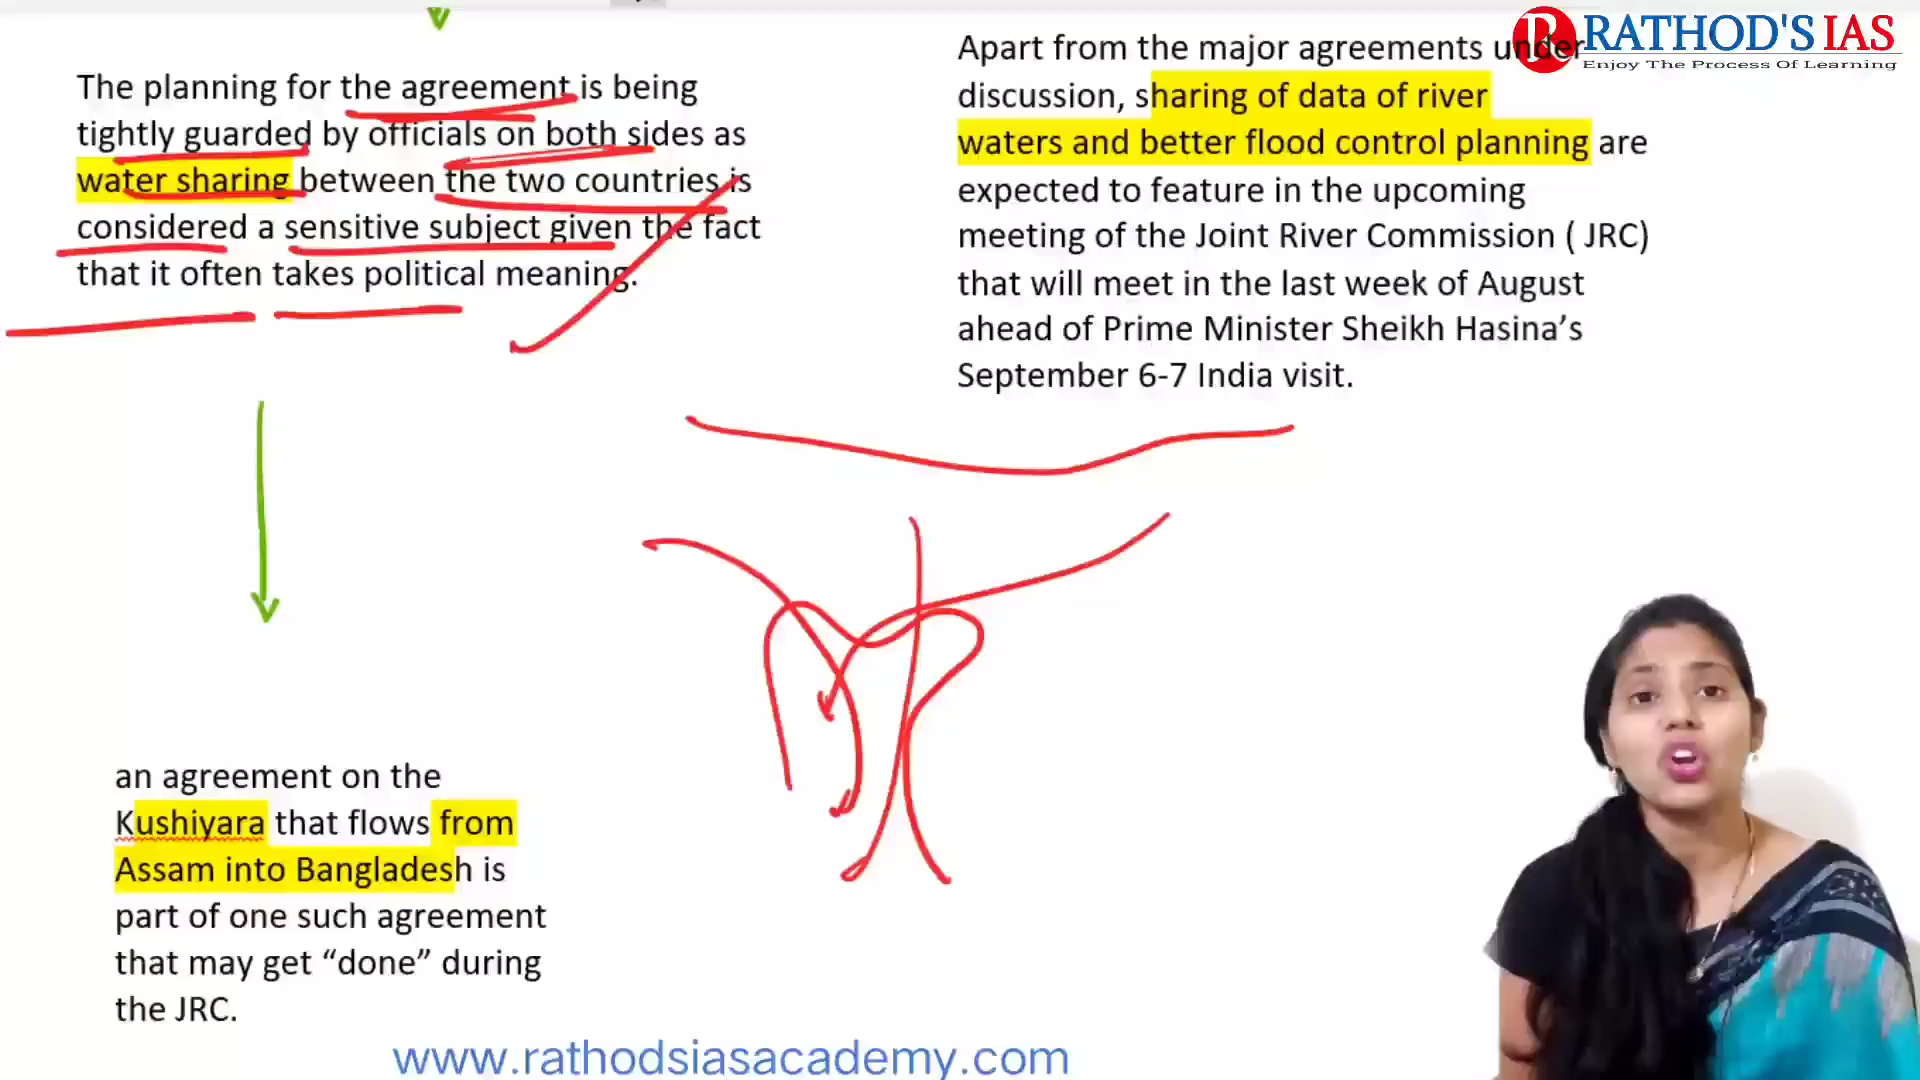 RATHOD'S IAS
Enjoy The Process Of Learning
The planning for the agreement is being
tightly guarded by officials on both sides as
water sharing between the two countries is
considered a sensitive subject given the fact
that it often takes political meaning.
Apart from the major agreements under
discussion, sharing of data of river
waters and better flood control planning are
expected to feature in the upcoming
meeting of the Joint River Commission ( JRC)
that will meet in the last week of August
ahead of Prime Minister Sheikh Hasina’s
September 6-7 India visit.
an agreement on the
Kushiyara that flows from
Assam into Bangladesh is
part of one such agreement
that may get “done” during
the JRC.
www.rathodsiasacademy.com